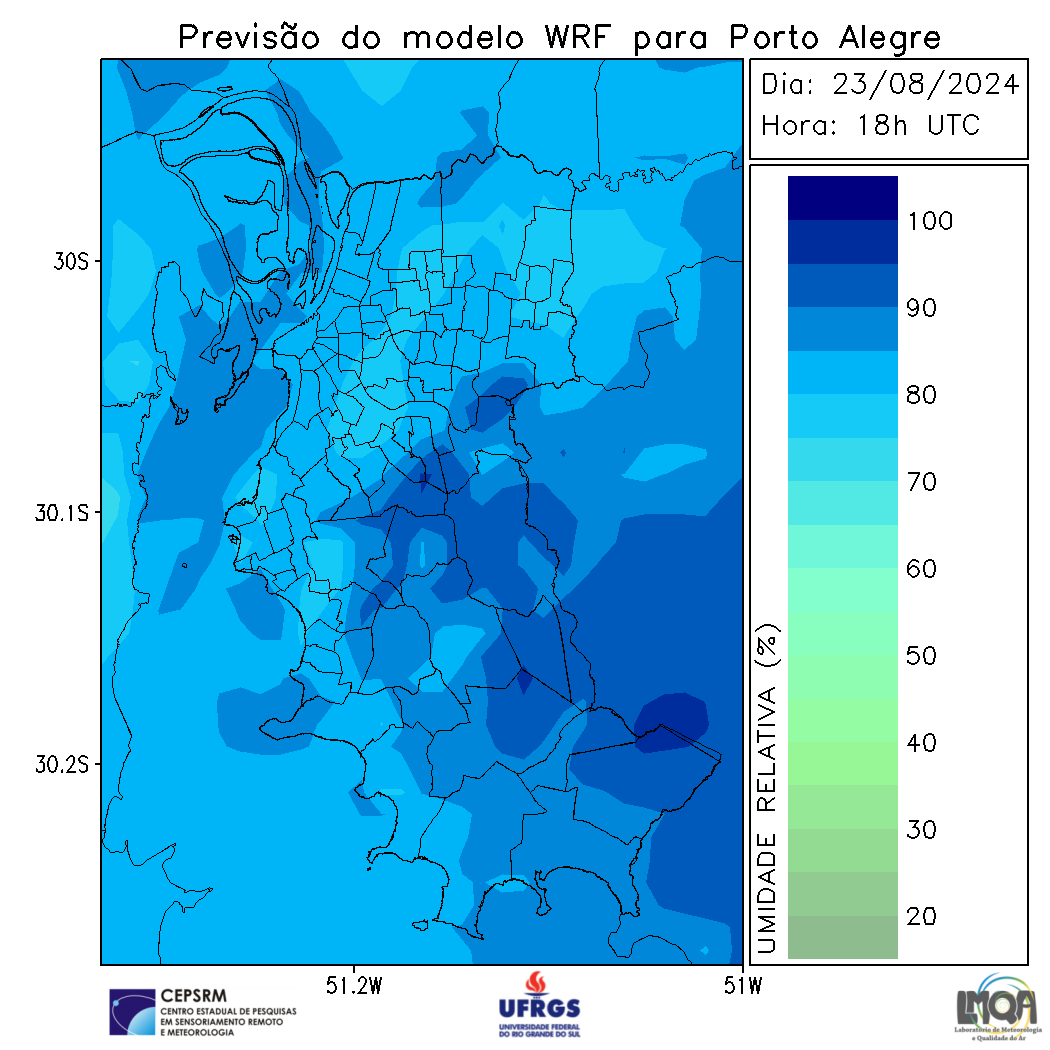 Previsão do modelo WRF para Porto Alegre
Dia: 23/08/2024
Hora: 18h UTC
100
90
80
70
60
50
40
30
20
UMIDADE RELATIVA (%)
30S
30.1S
30.2S
51.2W
51W
CEPSRM
CENTRO ESTADUAL DE PESQUISAS
EM SENSORIAMENTO REMOTO
E METEOROLOGIA
UFRGS
UNIVERSIDADE FEDERAL
DO RIO GRANDE DO SUL
LMQA
Laboratório de Meteorologia
e Qualidade do Ar